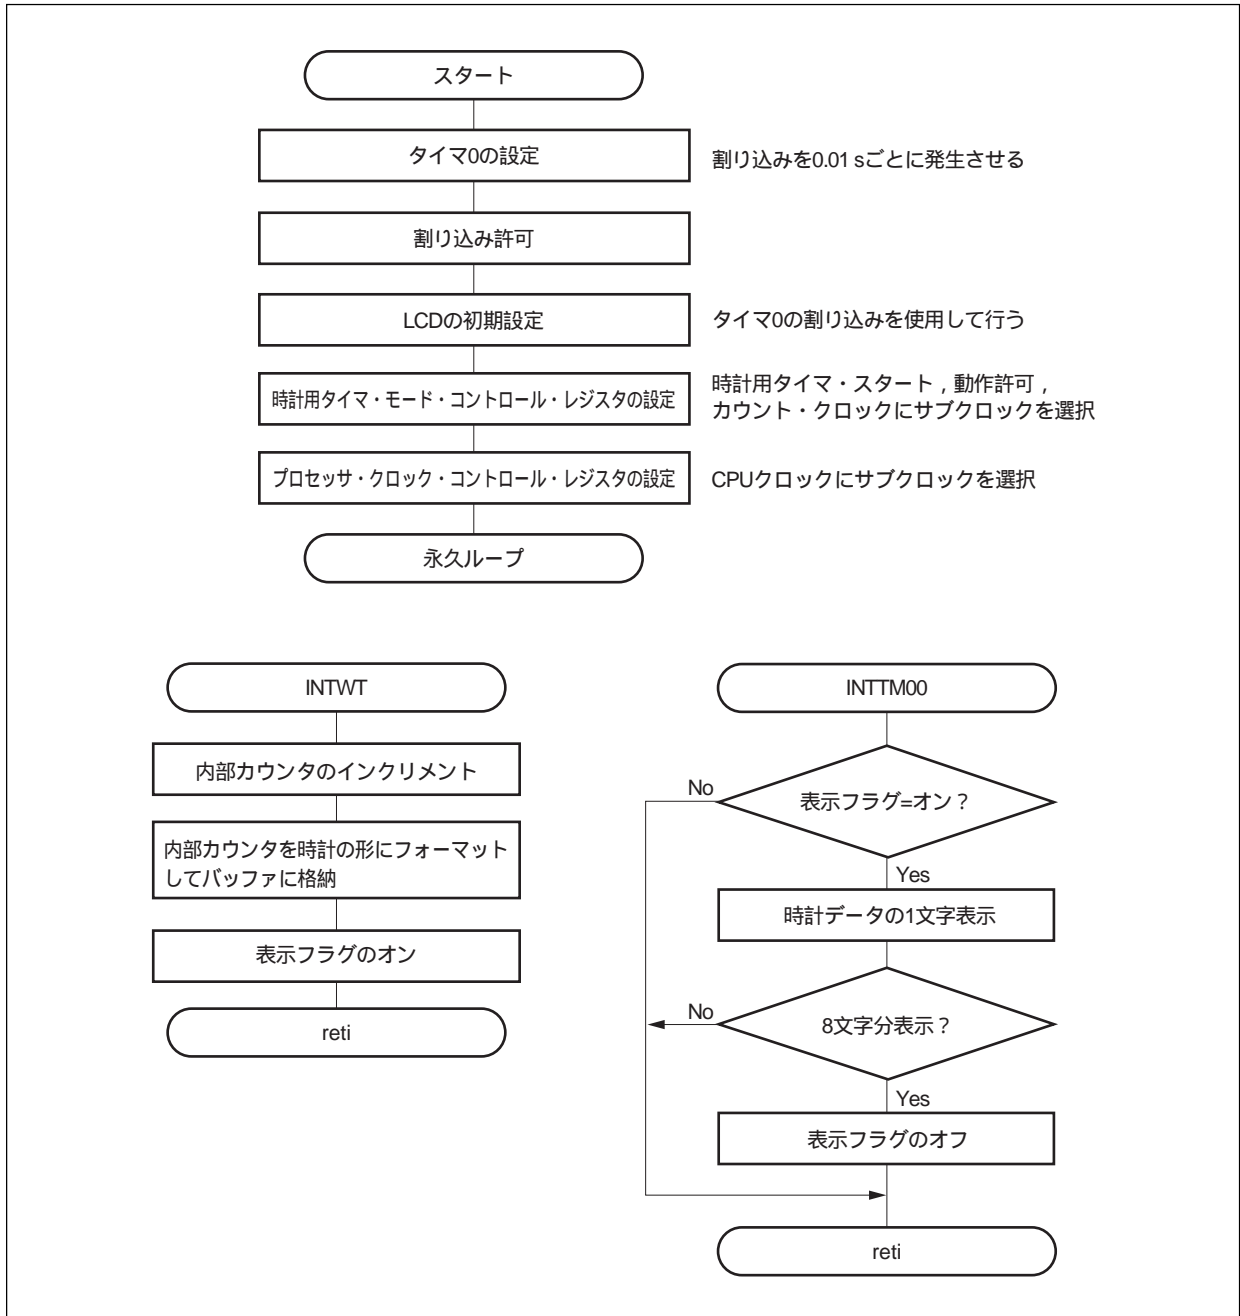 スタート
タイマ0の設定
割り込みを0.01 sごとに発生させる
割り込み許可
LCDの初期設定
タイマ0の割り込みを使用して行う
時計用タイマ・モード・コントロール・レジスタの設定
時計用タイマ・スタート，動作許可，
カウント・クロックにサブクロックを選択
プロセッサ・クロック・コントロール・レジスタの設定
CPUクロックにサブクロックを選択
永久ループ
INTWT
内部カウンタのインクリメント
内部カウンタを時計の形にフォーマット
してバッファに格納
表示フラグのオン
reti
INTTM00
表示フラグ=オン？
No
Yes
時計データの1文字表示
8文字分表示？
No
Yes
表示フラグのオフ
reti